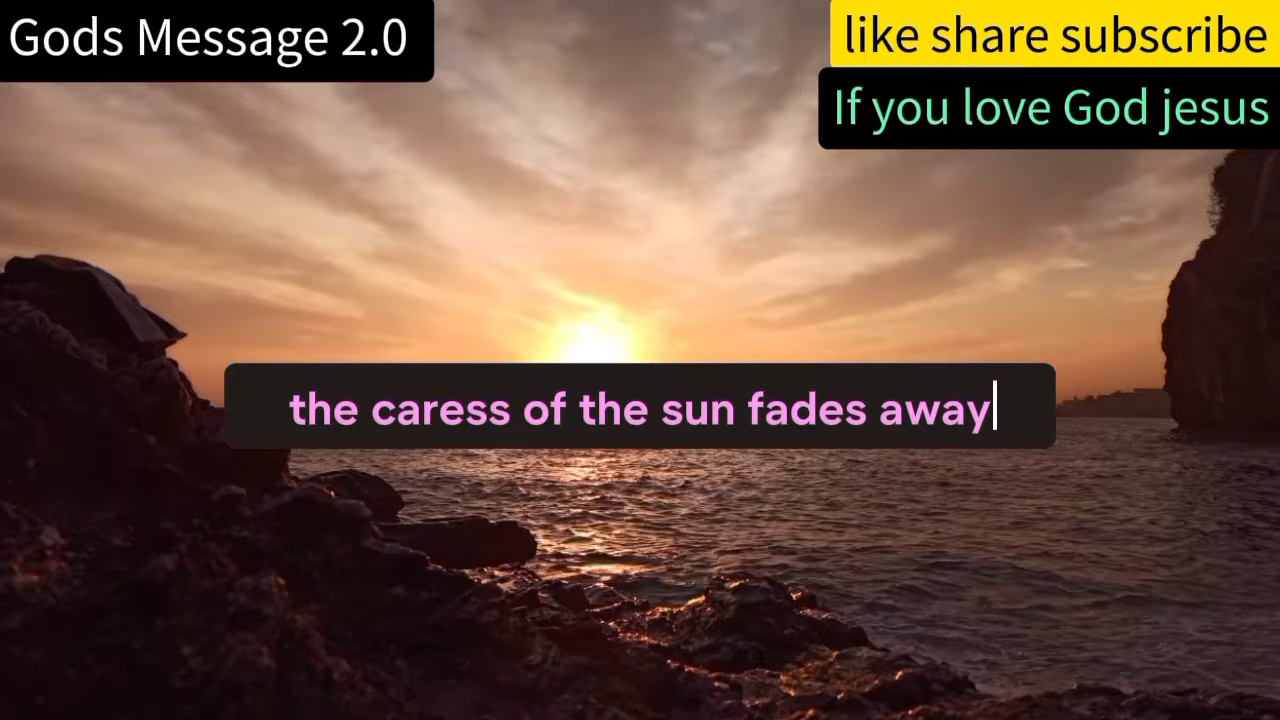 Gods Message 2.0
like share subscribe
If you love God jesus
the caress of the sun fades away